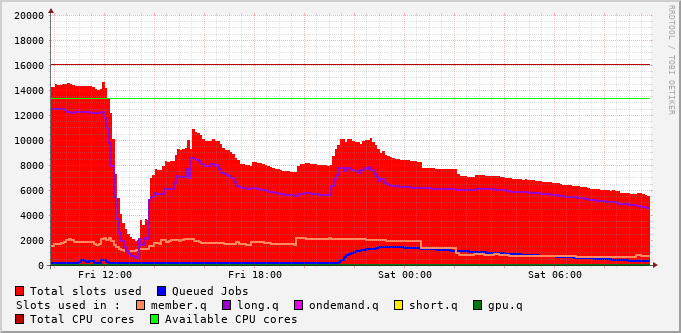 20000
18000
16000
14000
12000
10000
8000
6000
4000
2000
0
Fri 12:00 Fri 18:00 Sat 00:00 Sat 06:00
RRDTOOL / TOBI OETIKER
Total slots used Queued Jobs
Slots used in : member.q long.q ondemand.q short.q gpu.q
Total CPU cores Available CPU cores